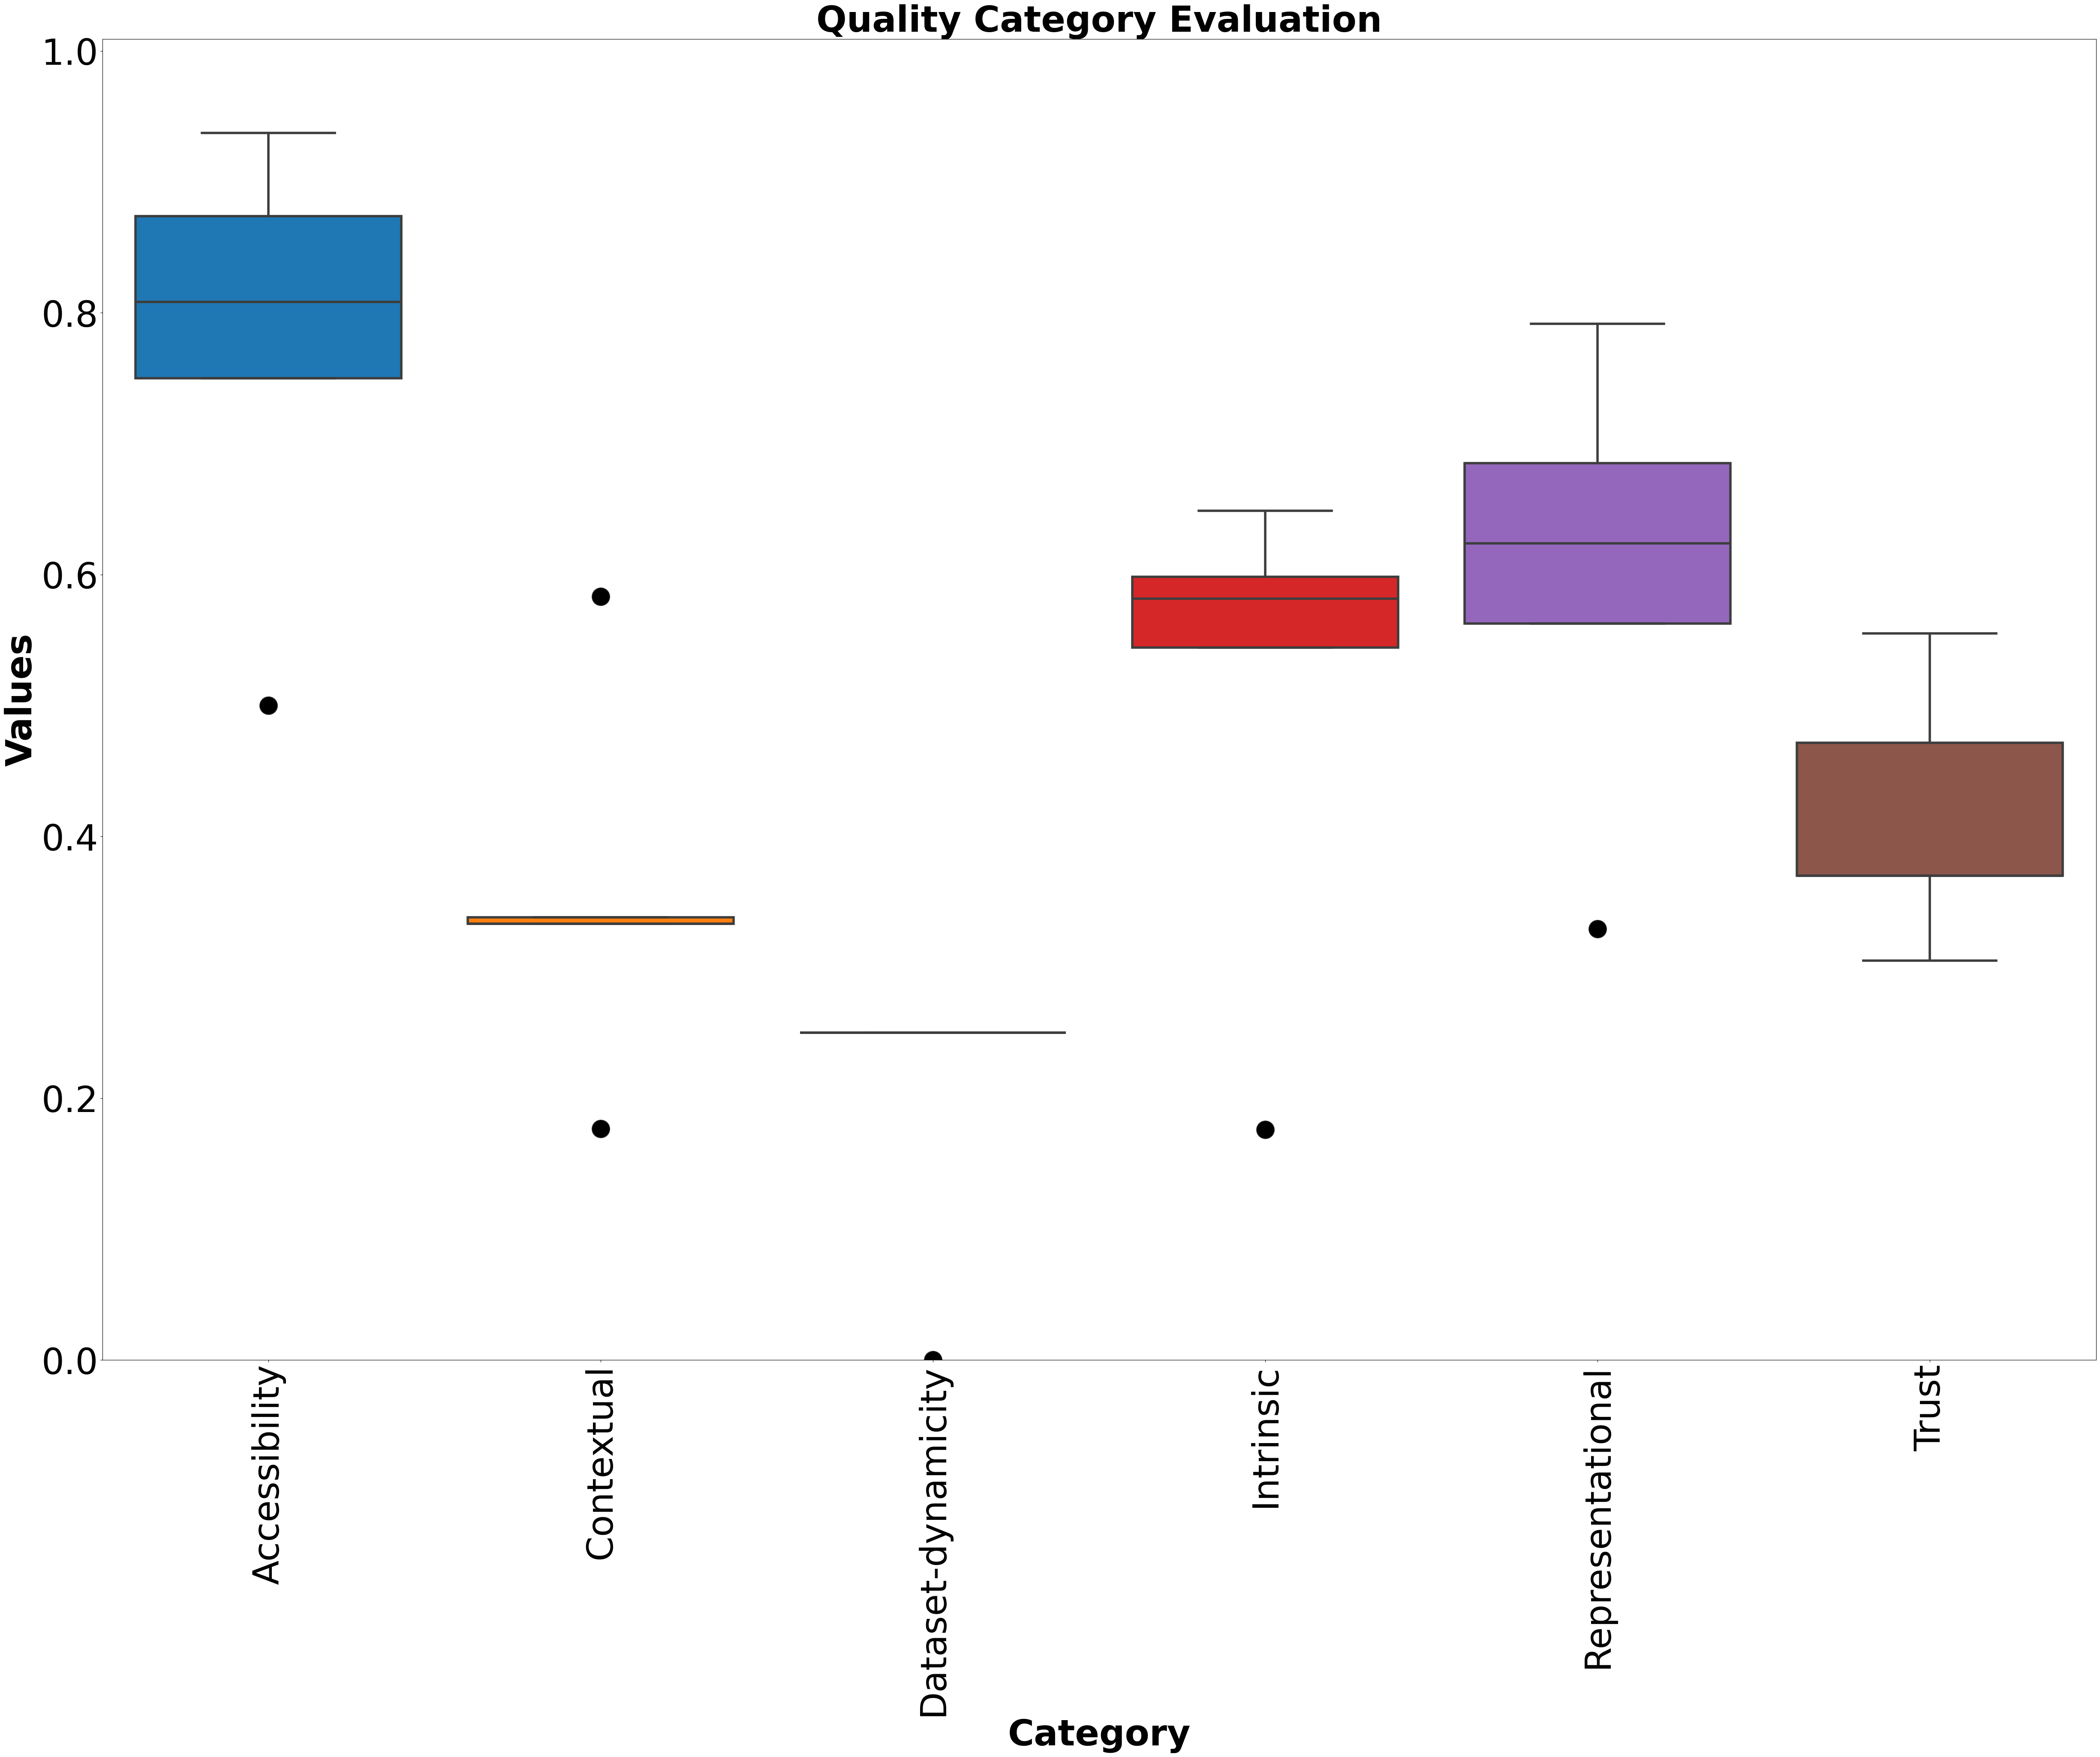 Quality Category Evaluation
1.0
0.8
0.6
0.4
0.2
0.0
Values
Accessibility
Contextual
Dataset-dynamicity
Intrinsic
Representational
Trust
Category